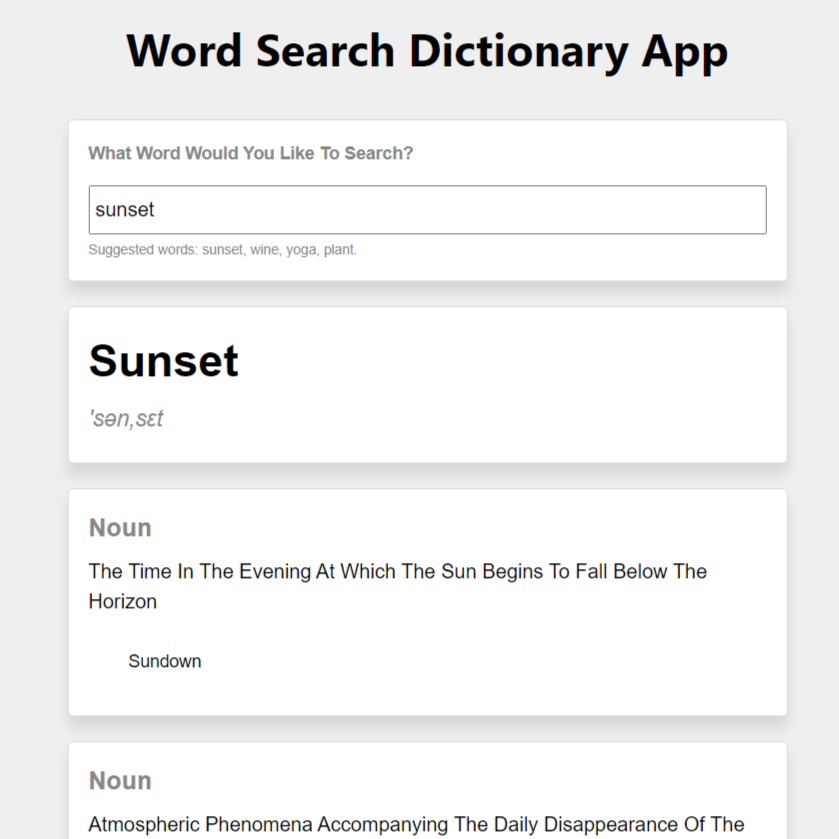 Word Search Dictionary App
What Word Would You Like To Search?
sunset
Suggested words: sunset, wine, yoga, plant.
Sunset
'sən,sɛt
Noun
The Time In The Evening At Which The Sun Begins To Fall Below The
Horizon
Sundown
Noun
Atmospheric Phenomena Accompanying The Daily Disappearance Of The